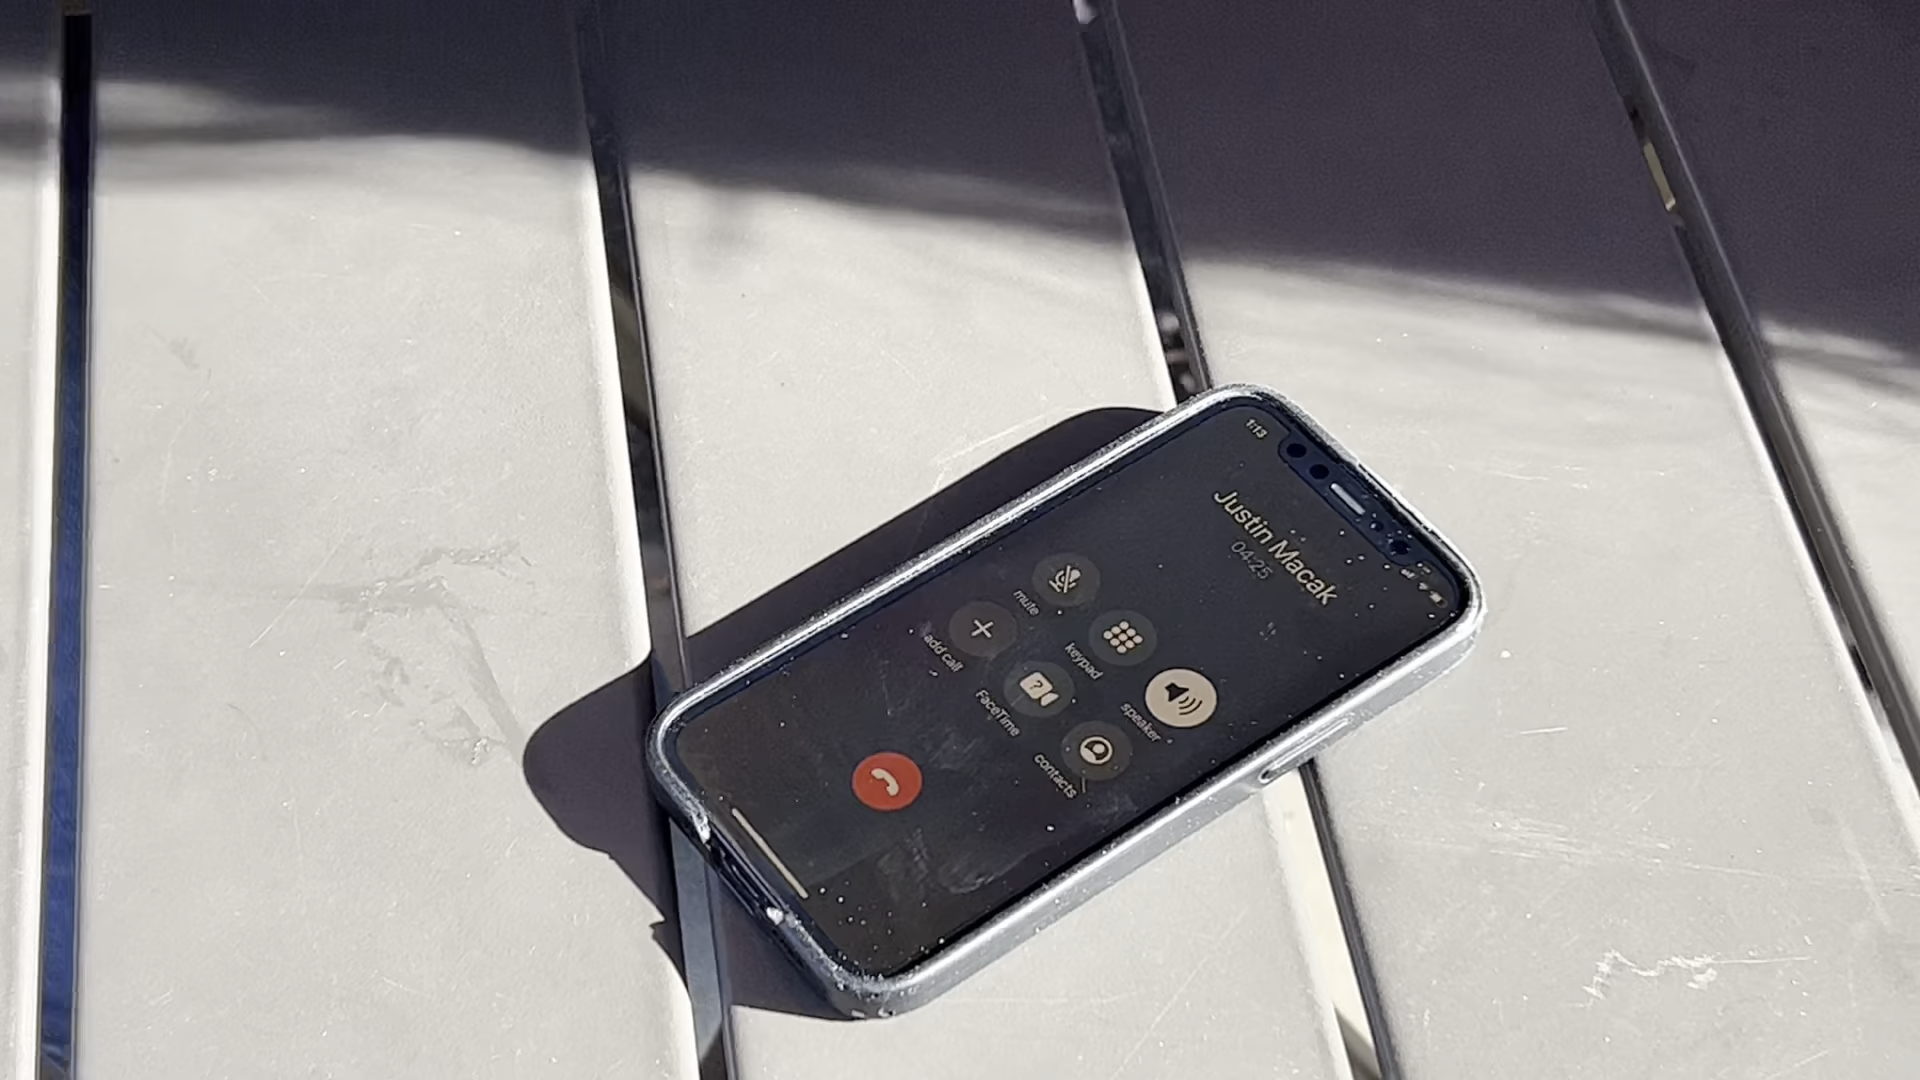 1:13
Justin Macak
04:25
mute
keypad
speaker
add call
FaceTime
contacts